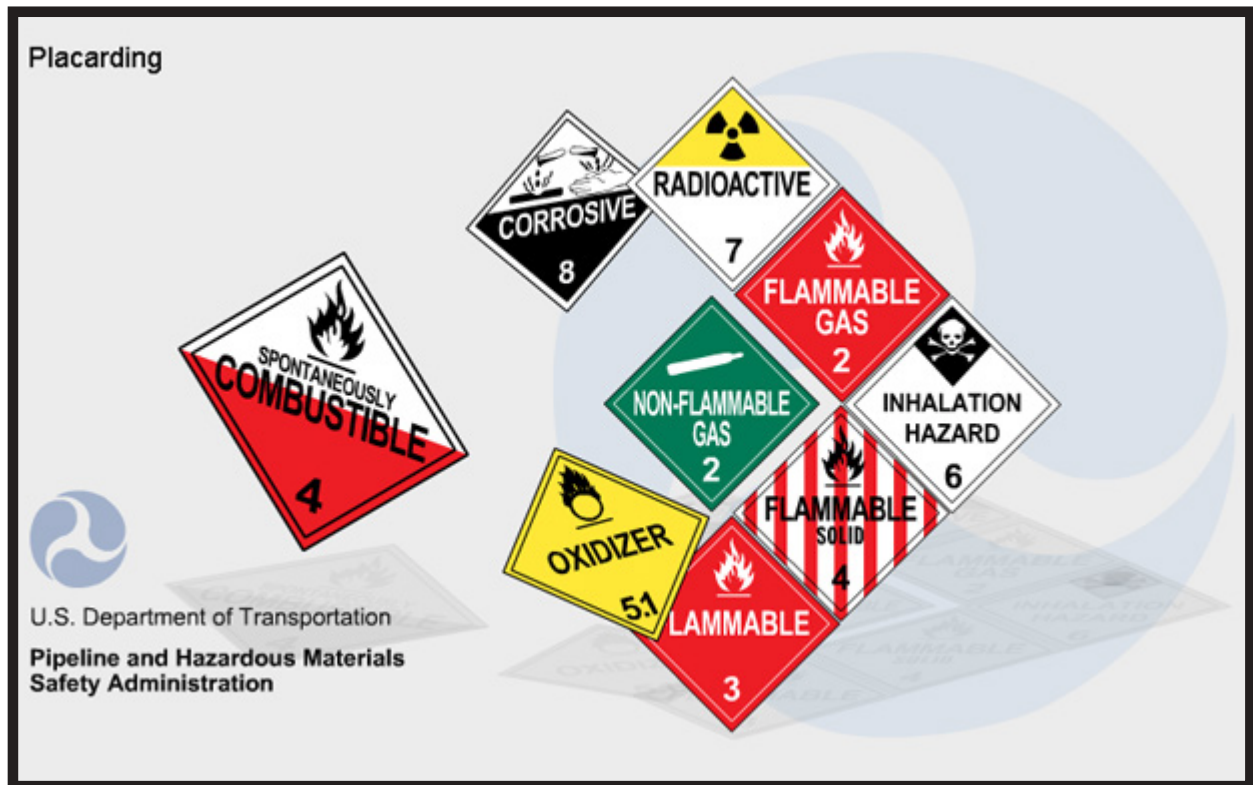 Placarding
CORROSIVE
8
RADIOACTIVE
7
FLAMMABLE
GAS
2
SPONTANEOUSLY
COMBUSTIBLE
4
NON-FLAMMABLE
GAS
2
INHALATION
HAZARD
6
OXIDIZER
5.1
FLAMMABLE
SOLID
4
LAMMABLE
3
U.S. Department of Transportation
Pipeline and Hazardous Materials
Safety Administration